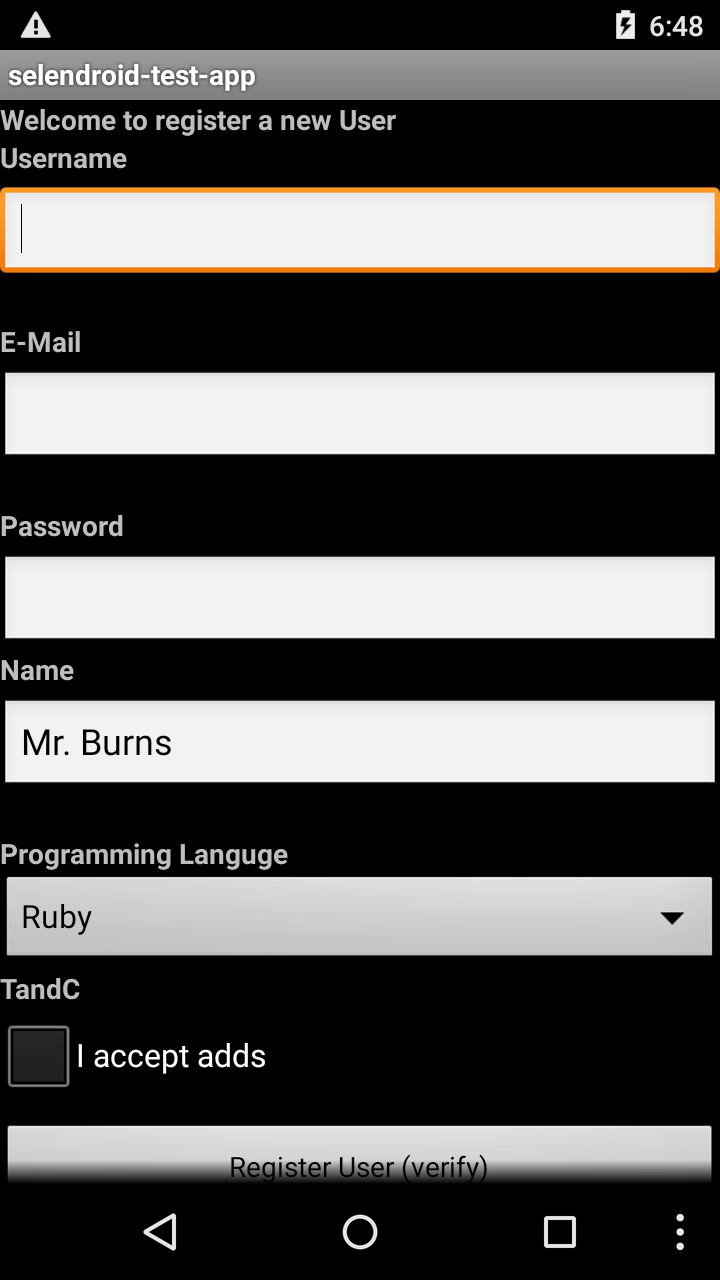 6:48
selendroid-test-app
Welcome to register a new User
Username
E-Mail
Password
Name
Mr. Burns
Programming Languge
Ruby
TandC
I accept adds
Register User (verify)